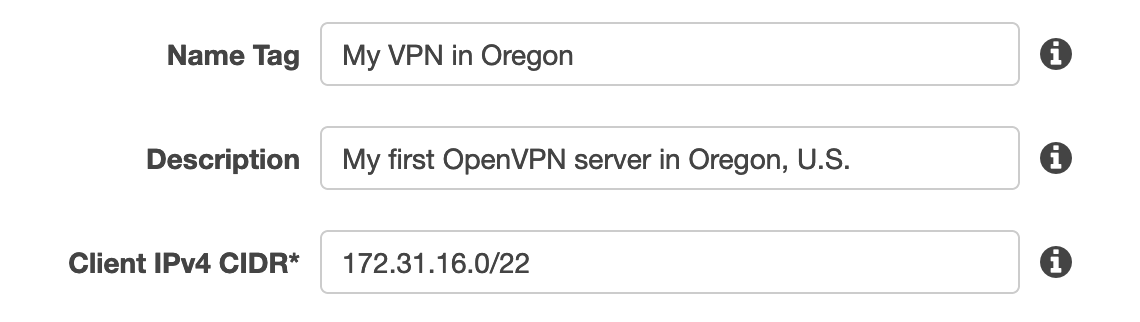 Name Tag My VPN in Oregon
Description My first OpenVPN server in Oregon, U.S.
Client IPv4 CIDR* 172.31.16.0/22